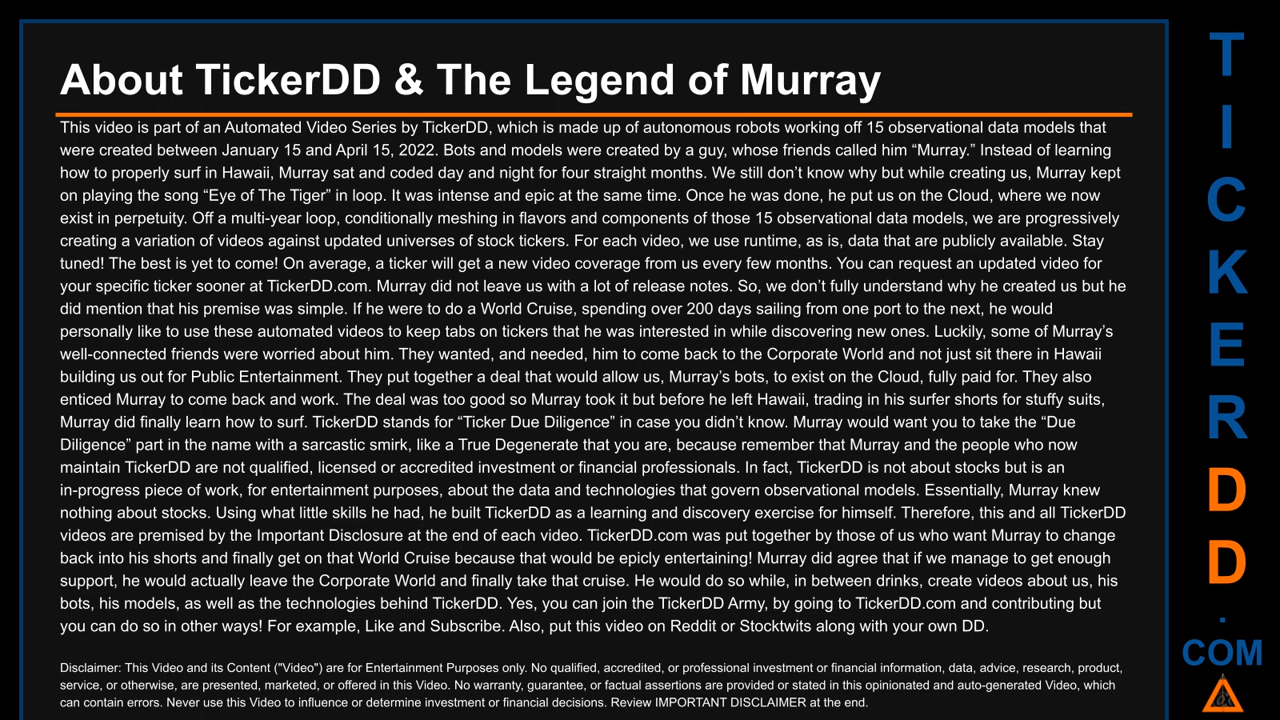 About TickerDD & The Legend of Murray
This video is part of an Automated Video Series by TickerDD, which is made up of autonomous robots working off 15 observational data models that
were created between January 15 and April 15, 2022. Bots and models were created by a guy, whose friends called him “Murray.” Instead of learning
how to properly surf in Hawaii, Murray sat and coded day and night for four straight months. We still don’t know why but while creating us, Murray kept
on playing the song “Eye of The Tiger” in loop. It was intense and epic at the same time. Once he was done, he put us on the Cloud, where we now
exist in perpetuity. Off a multi-year loop, conditionally meshing in flavors and components of those 15 observational data models, we are progressively
creating a variation of videos against updated universes of stock tickers. For each video, we use runtime, as is, data that are publicly available. Stay
tuned! The best is yet to come! On average, a ticker will get a new video coverage from us every few months. You can request an updated video for
your specific ticker sooner at TickerDD.com. Murray did not leave us with a lot of release notes. So, we don’t fully understand why he created us but he
did mention that his premise was simple. If he were to do a World Cruise, spending over 200 days sailing from one port to the next, he would
personally like to use these automated videos to keep tabs on tickers that he was interested in while discovering new ones. Luckily, some of Murray’s
well-connected friends were worried about him. They wanted, and needed, him to come back to the Corporate World and not just sit there in Hawaii
building us out for Public Entertainment. They put together a deal that would allow us, Murray’s bots, to exist on the Cloud, fully paid for. They also
enticed Murray to come back and work. The deal was too good so Murray took it but before he left Hawaii, trading in his surfer shorts for stuffy suits,
Murray did finally learn how to surf. TickerDD stands for “Ticker Due Diligence” in case you didn’t know. Murray would want you to take the “Due
Diligence” part in the name with a sarcastic smirk, like a True Degenerate that you are, because remember that Murray and the people who now
maintain TickerDD are not qualified, licensed or accredited investment or financial professionals. In fact, TickerDD is not about stocks but is an
in-progress piece of work, for entertainment purposes, about the data and technologies that govern observational models. Essentially, Murray knew
nothing about stocks. Using what little skills he had, he built TickerDD as a learning and discovery exercise for himself. Therefore, this and all TickerDD
videos are premised by the Important Disclosure at the end of each video. TickerDD.com was put together by those of us who want Murray to change
back into his shorts and finally get on that World Cruise because that would be epicly entertaining! Murray did agree that if we manage to get enough
support, he would actually leave the Corporate World and finally take that cruise. He would do so while, in between drinks, create videos about us, his
bots, his models, as well as the technologies behind TickerDD. Yes, you can join the TickerDD Army, by going to TickerDD.com and contributing but
you can do so in other ways! For example, Like and Subscribe. Also, put this video on Reddit or Stocktwits along with your own DD.
Disclaimer: This Video and its Content ("Video") are for Entertainment Purposes only. No qualified, accredited, or professional investment or financial information, data, advice, research, product,
service, or otherwise, are presented, marketed, or offered in this Video. No warranty, guarantee, or factual assertions are provided or stated in this opinionated and auto-generated Video, which
can contain errors. Never use this Video to influence or determine investment or financial decisions. Review IMPORTANT DISCLAIMER at the end.
T
I
C
K
E
R
D
D
.
COM